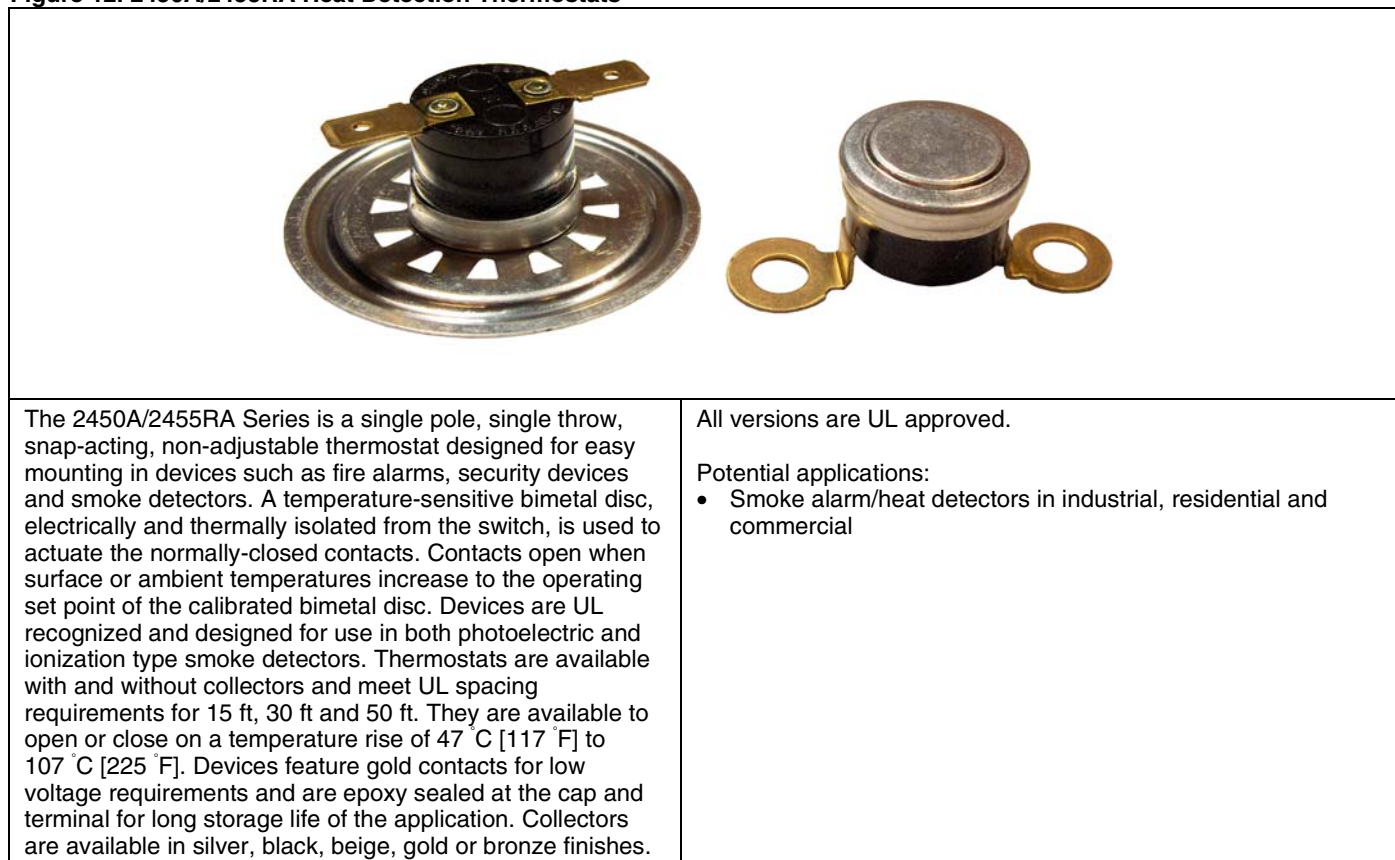 Figure 12. 2450A/2455RA Heat Detection Thermostats
The 2450A/2455RA Series is a single pole, single throw,
snap-acting, non-adjustable thermostat designed for easy
mounting in devices such as fire alarms, security devices
and smoke detectors. A temperature-sensitive bimetal disc,
electrically and thermally isolated from the switch, is used to
actuate the normally-closed contacts. Contacts open when
surface or ambient temperatures increase to the operating
set point of the calibrated bimetal disc. Devices are UL
recognized and designed for use in both photoelectric and
ionization type smoke detectors. Thermostats are available
with and without collectors and meet UL spacing
requirements for 15 ft, 30 ft and 50 ft. They are available to
open or close on a temperature rise of 47 °C [117 °F] to
107 °C [225 °F]. Devices feature gold contacts for low
voltage requirements and are epoxy sealed at the cap and
terminal for long storage life of the application. Collectors
are available in silver, black, beige, gold or bronze finishes.
All versions are UL approved.
Potential applications:
• Smoke alarm/heat detectors in industrial, residential and
commercial